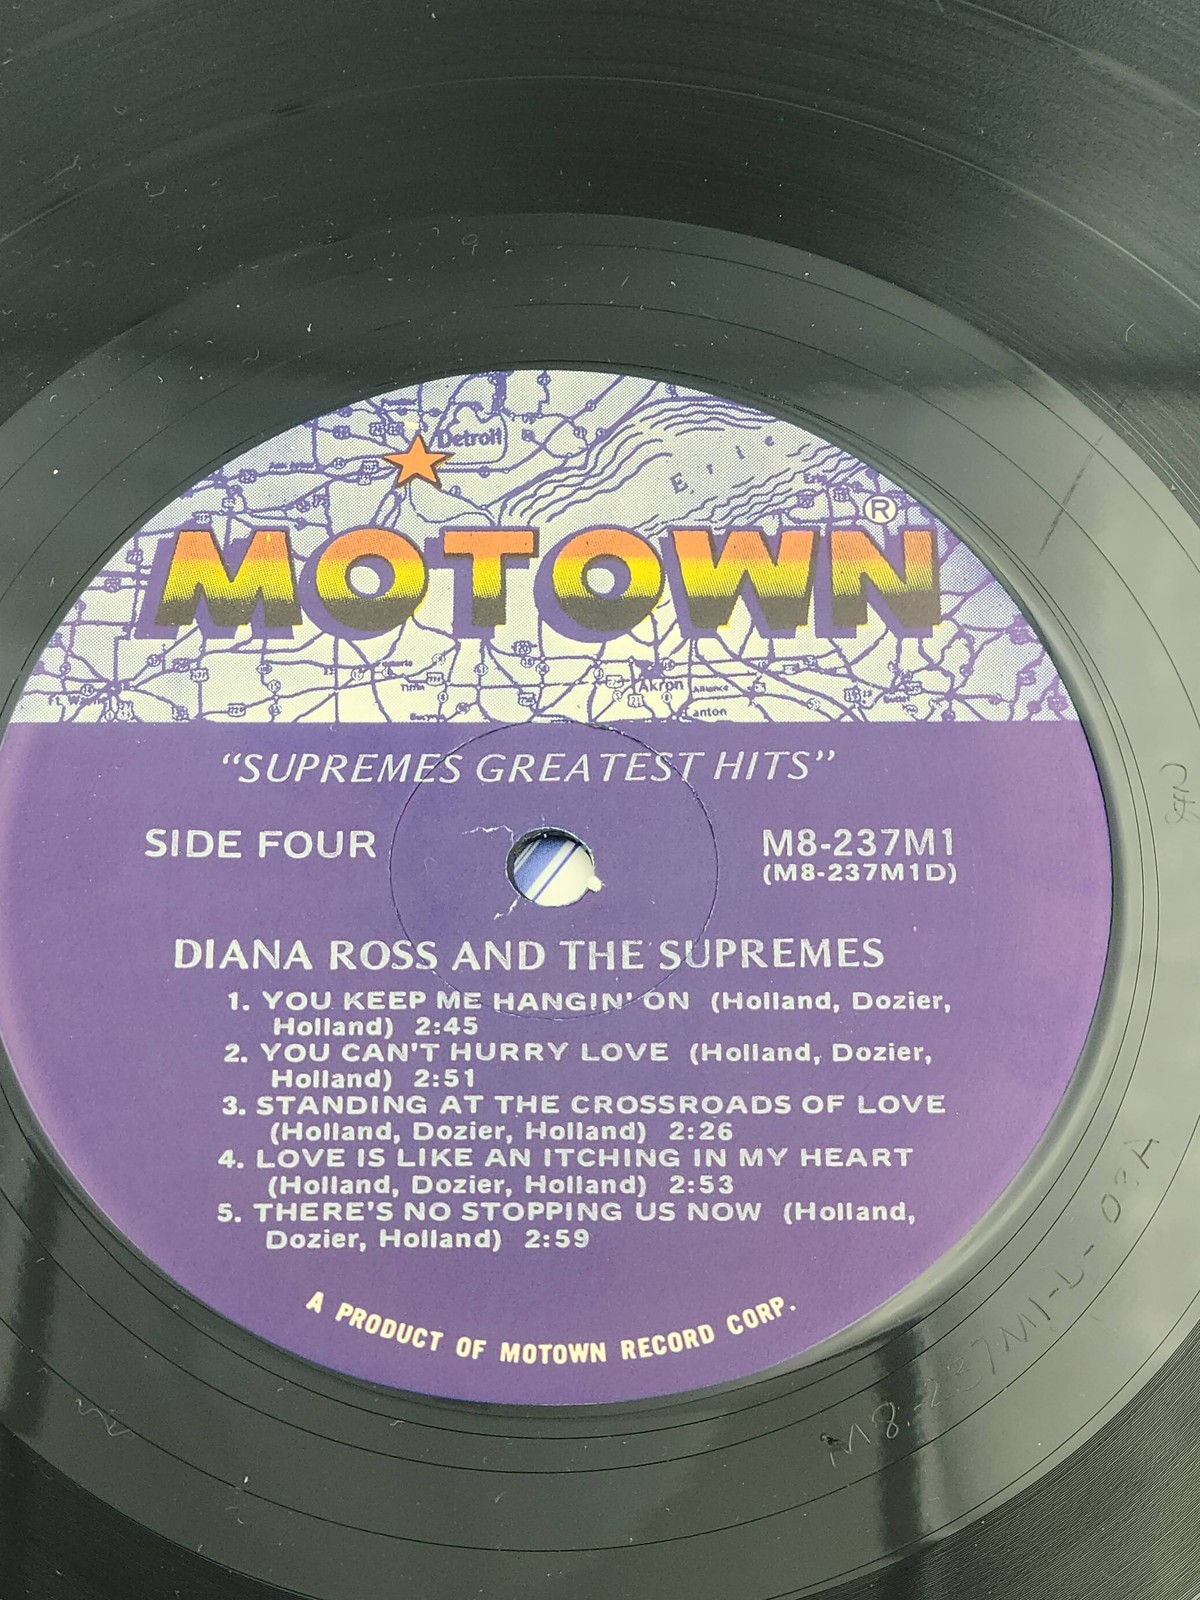 Detroit
Erie
MOTOWN®
Akron
"SUPREMES GREATEST HITS"
SIDE FOUR
M8-237M1
(M8-237M1D)
DIANA ROSS AND THE SUPREMES
1. YOU KEEP ME HANGIN' ON (Holland, Dozier,
Holland) 2:45
2. YOU CAN'T HURRY LOVE (Holland, Dozier,
Holland) 2:51
3. STANDING AT THE CROSSROADS OF LOVE
(Holland, Dozier, Holland) 2:26
4. LOVE IS LIKE AN ITCHING IN MY HEART
(Holland, Dozier, Holland) 2:53
5. THERE'S NO STOPPING US NOW (Holland,
Dozier, Holland) 2:59
A PRODUCT OF MOTOWN RECORD CORP.